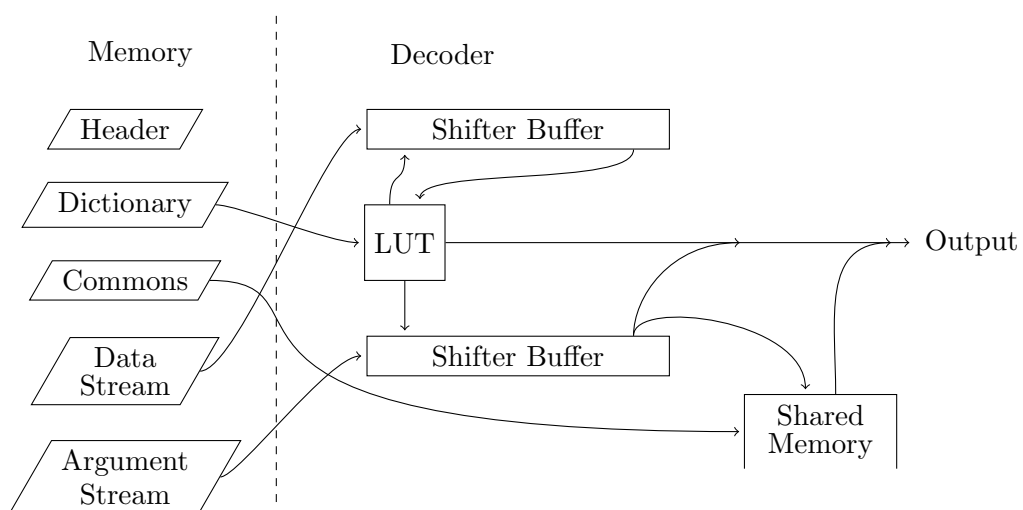 Memory
Decoder
Header
Shifter Buffer
Dictionary
LUT
Output
Commons
Data
Stream
Shifter Buffer
Shared
Memory
Argument
Stream